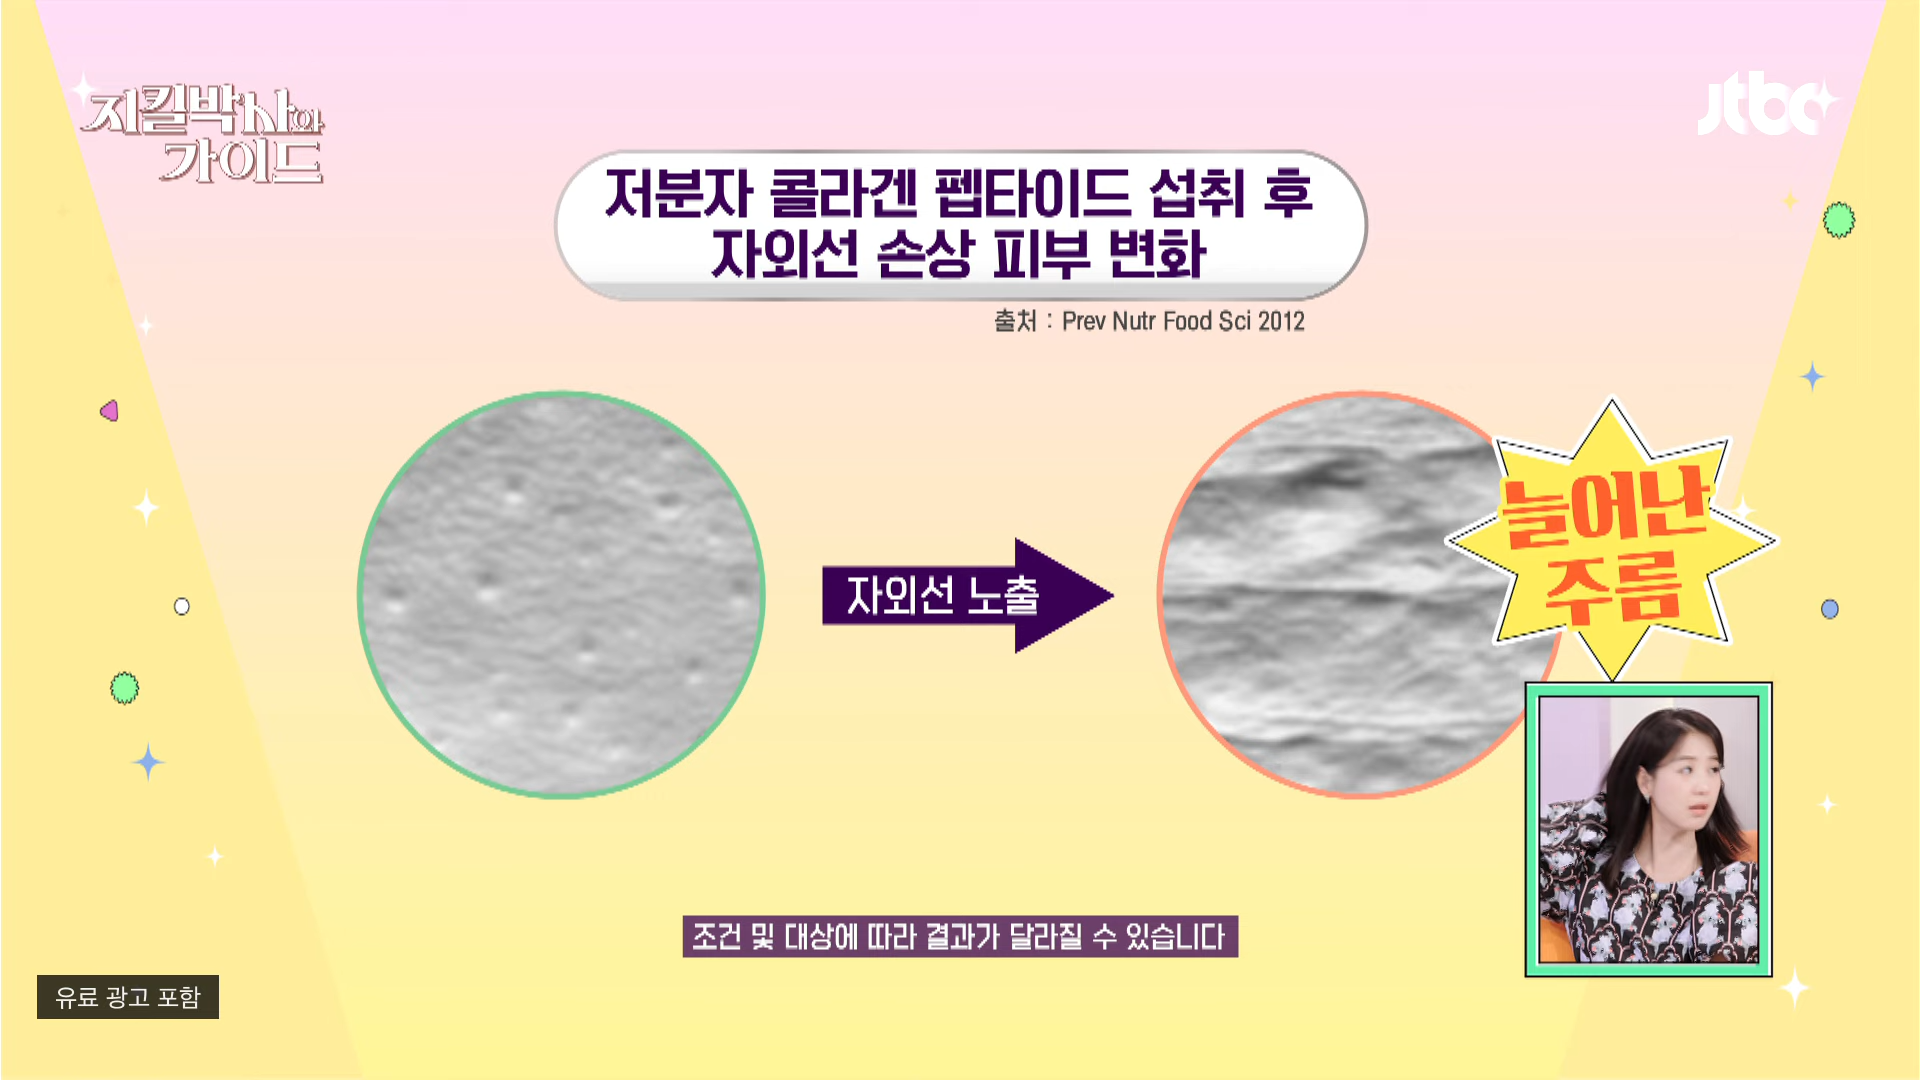 지킬박사와
가이드
jtbc
저분자 콜라겐 펩타이드 섭취 후
자외선 손상 피부 변화
출처 : Prev Nutr Food Sci 2012
자외선 노출
늘어난
주름
조건 및 대상에 따라 결과가 달라질 수 있습니다
유료 광고 포함